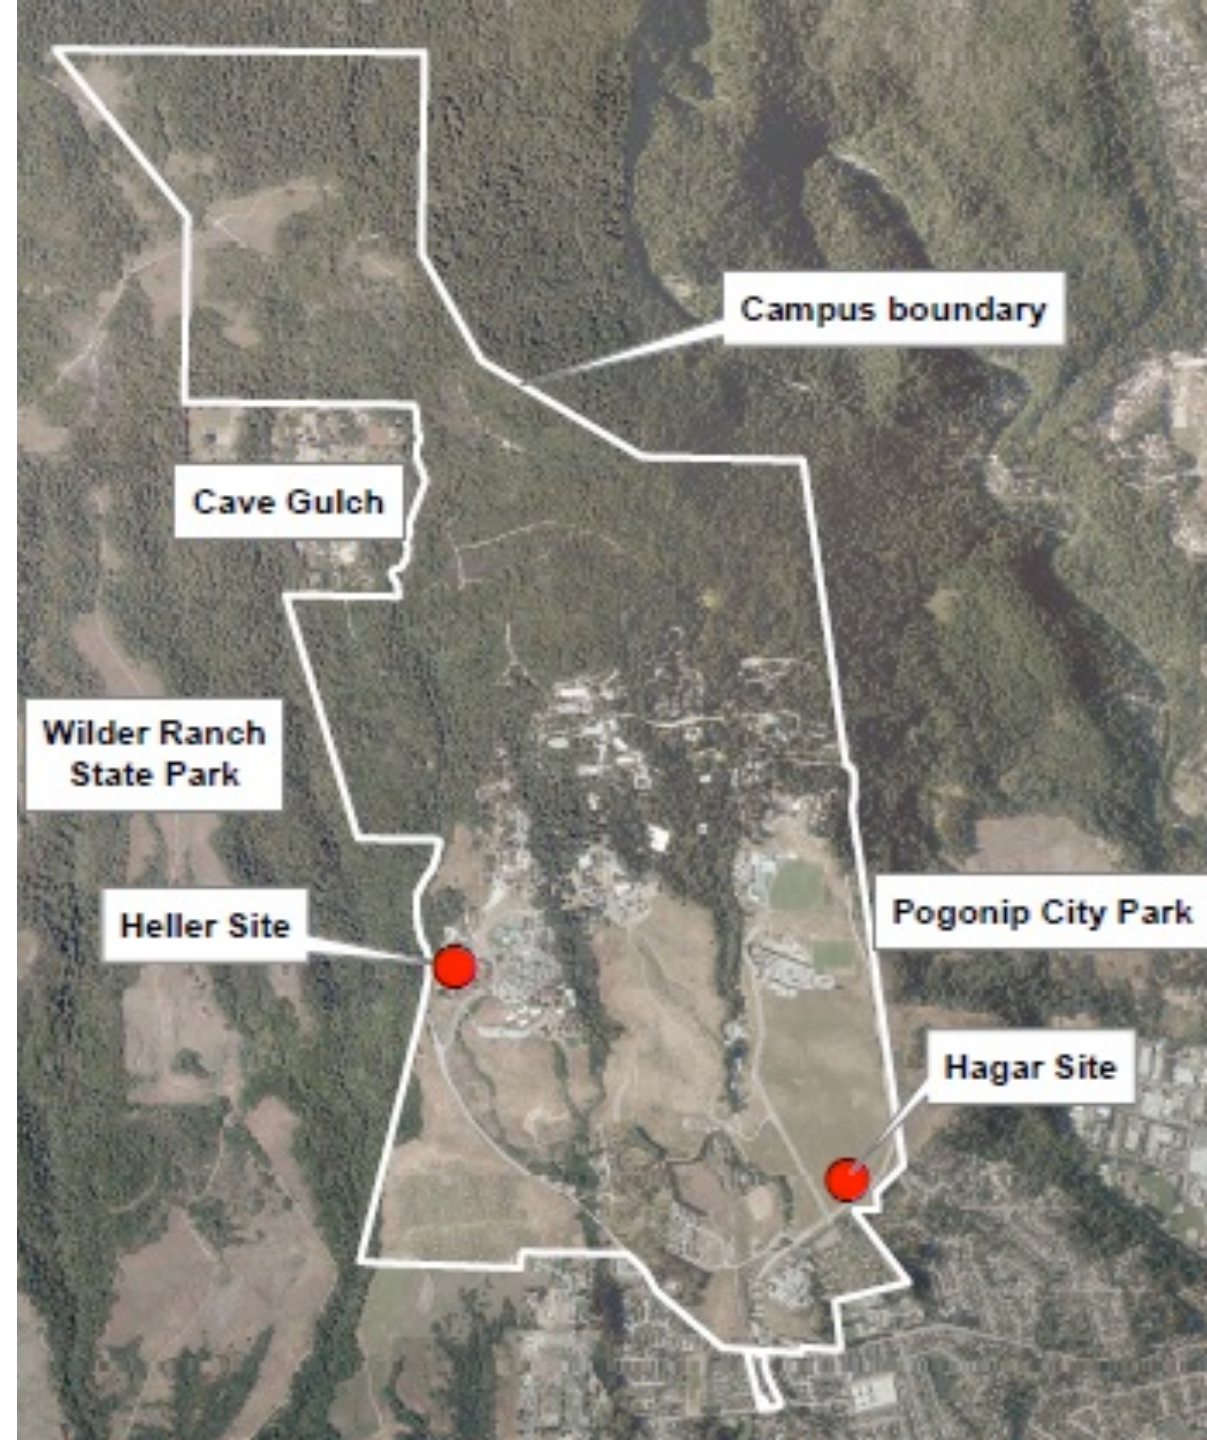 Campus boundary
Cave Gulch
Wilder Ranch
State Park
Heller Site
Pogonip City Park
Hagar Site